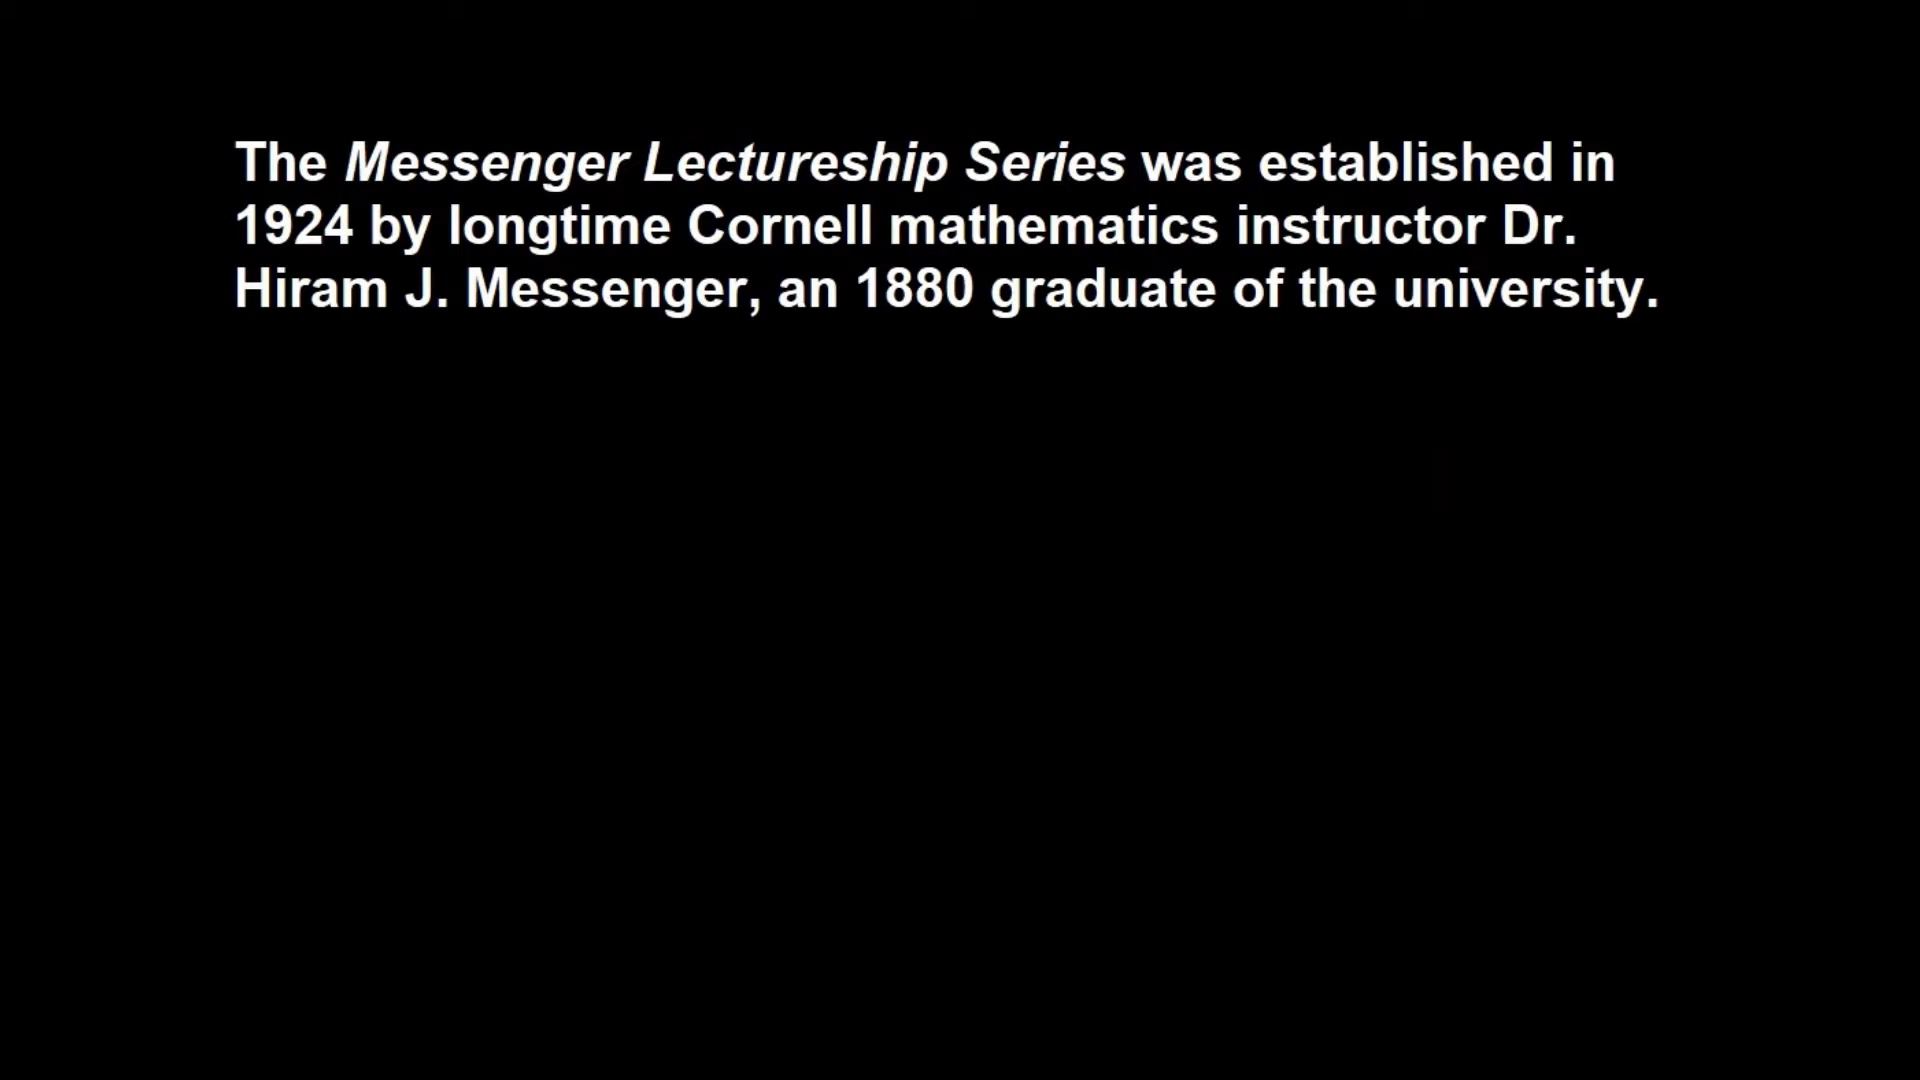 The Messenger Lectureship Series was established in
1924 by longtime Cornell mathematics instructor Dr.
Hiram J. Messenger, an 1880 graduate of the university.